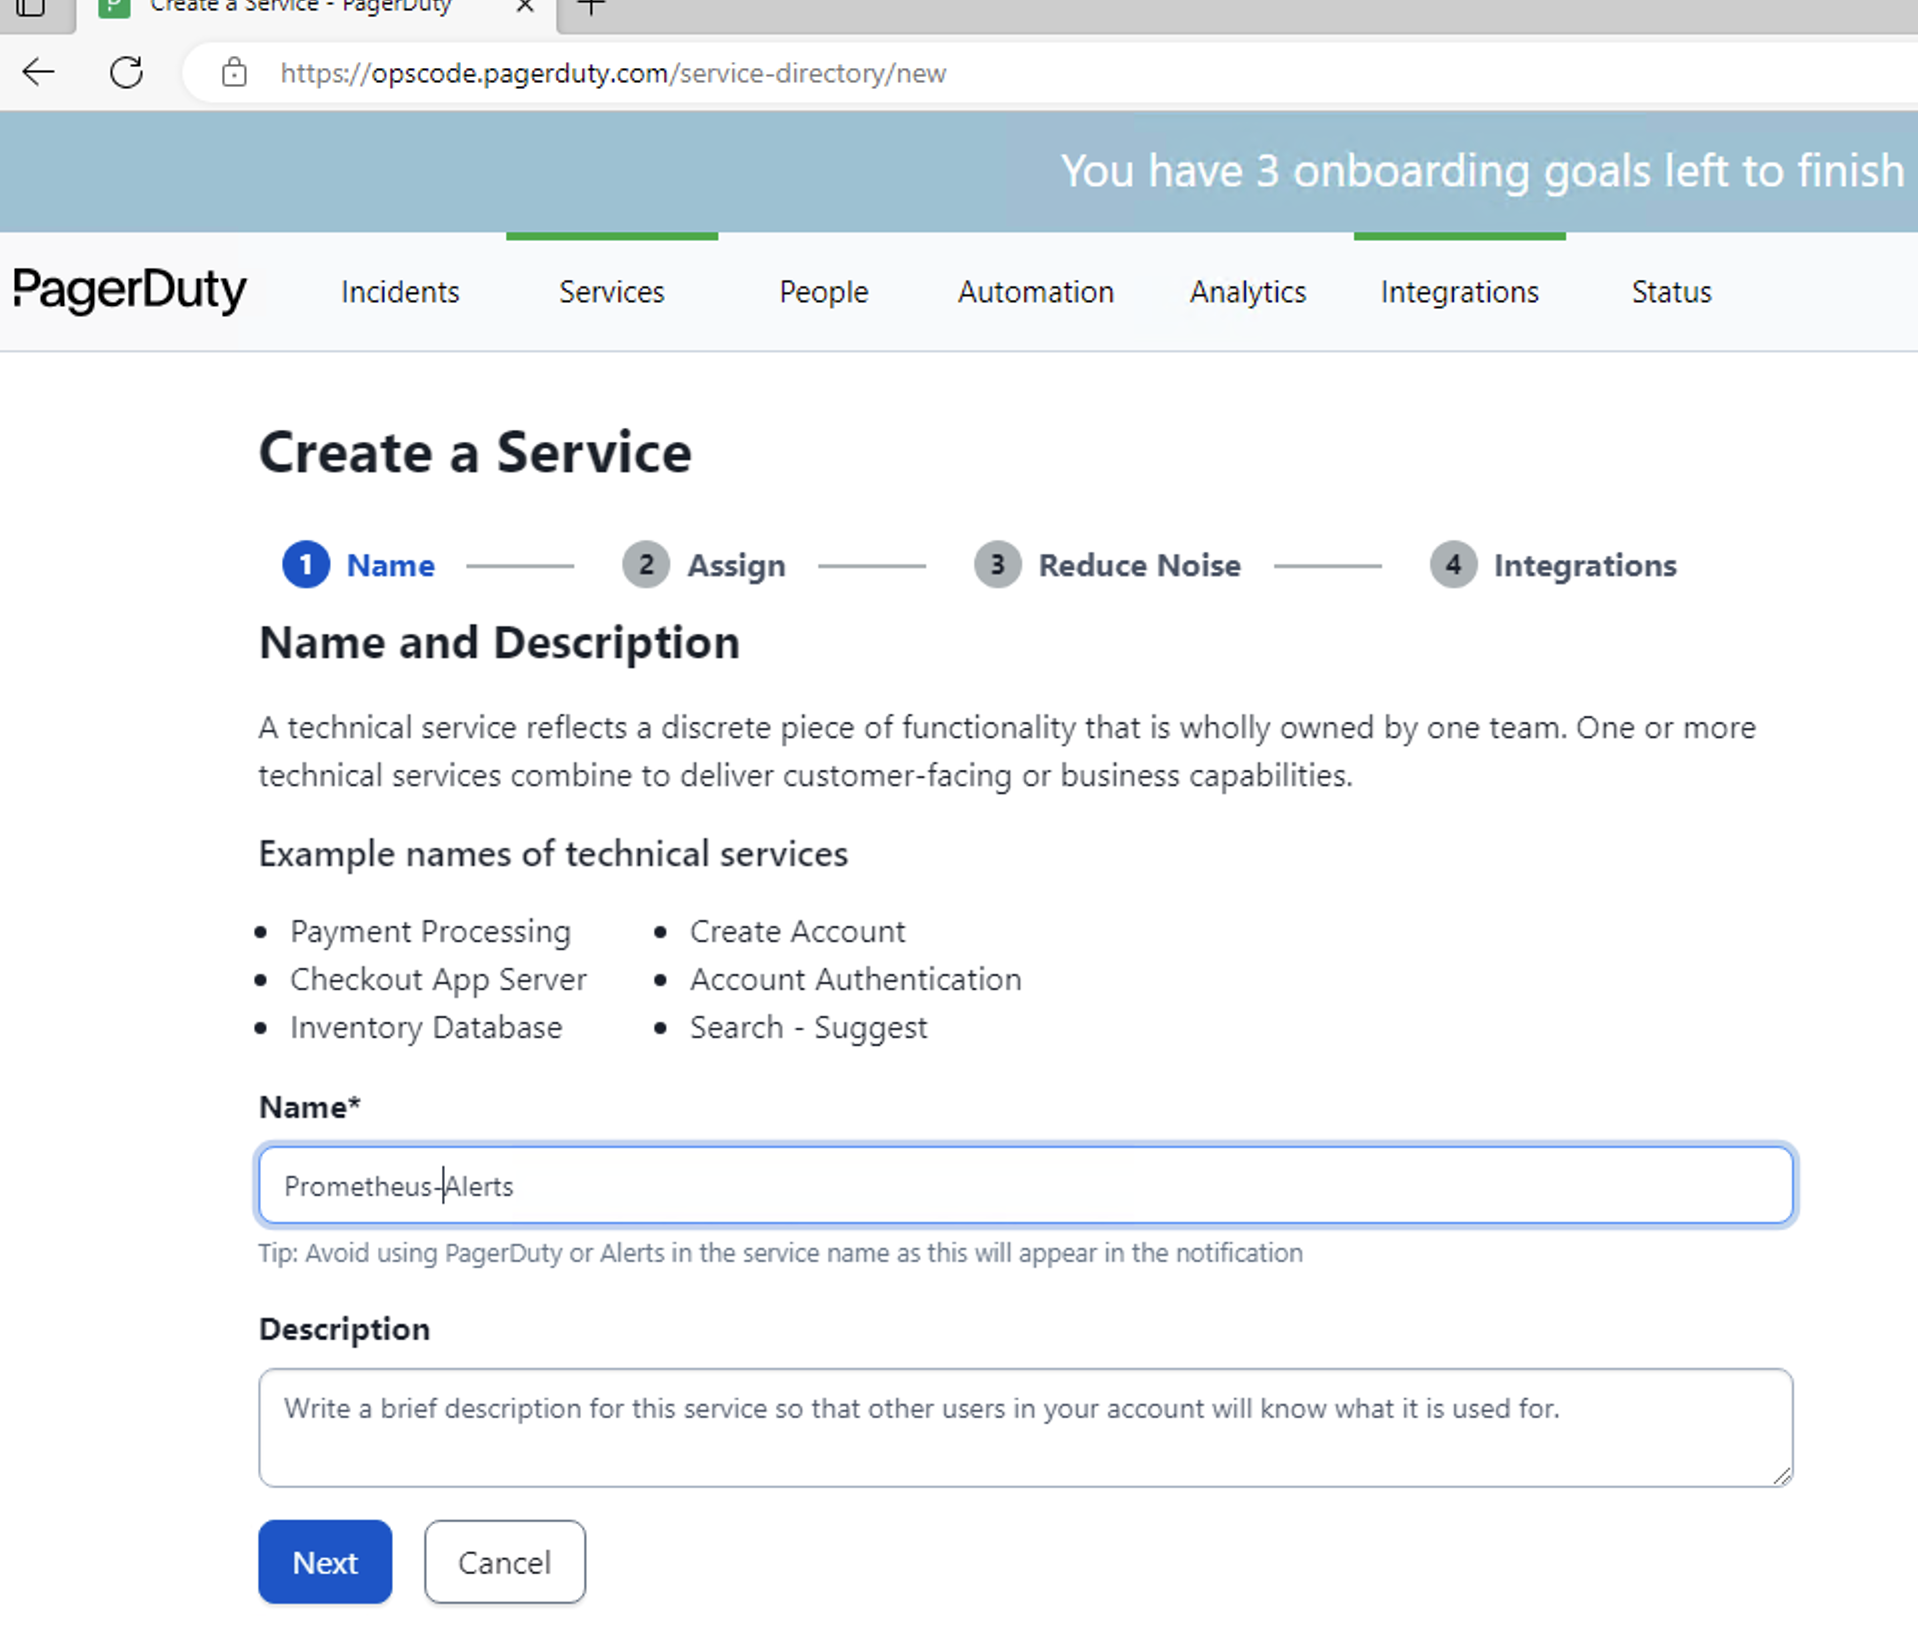 Create a Service - PagerDuty
https://opscode.pagerduty.com/service-directory/new
You have 3 onboarding goals left to finish
PagerDuty Incidents Services People Automation Analytics Integrations Status
Create a Service
1 Name 2 Assign 3 Reduce Noise 4 Integrations
Name and Description
A technical service reflects a discrete piece of functionality that is wholly owned by one team. One or more
technical services combine to deliver customer-facing or business capabilities.
Example names of technical services
• Payment Processing • Create Account
• Checkout App Server • Account Authentication
• Inventory Database • Search - Suggest
Name*
Prometheus-Alerts
Tip: Avoid using PagerDuty or Alerts in the service name as this will appear in the notification
Description
Write a brief description for this service so that other users in your account will know what it is used for.
Next Cancel